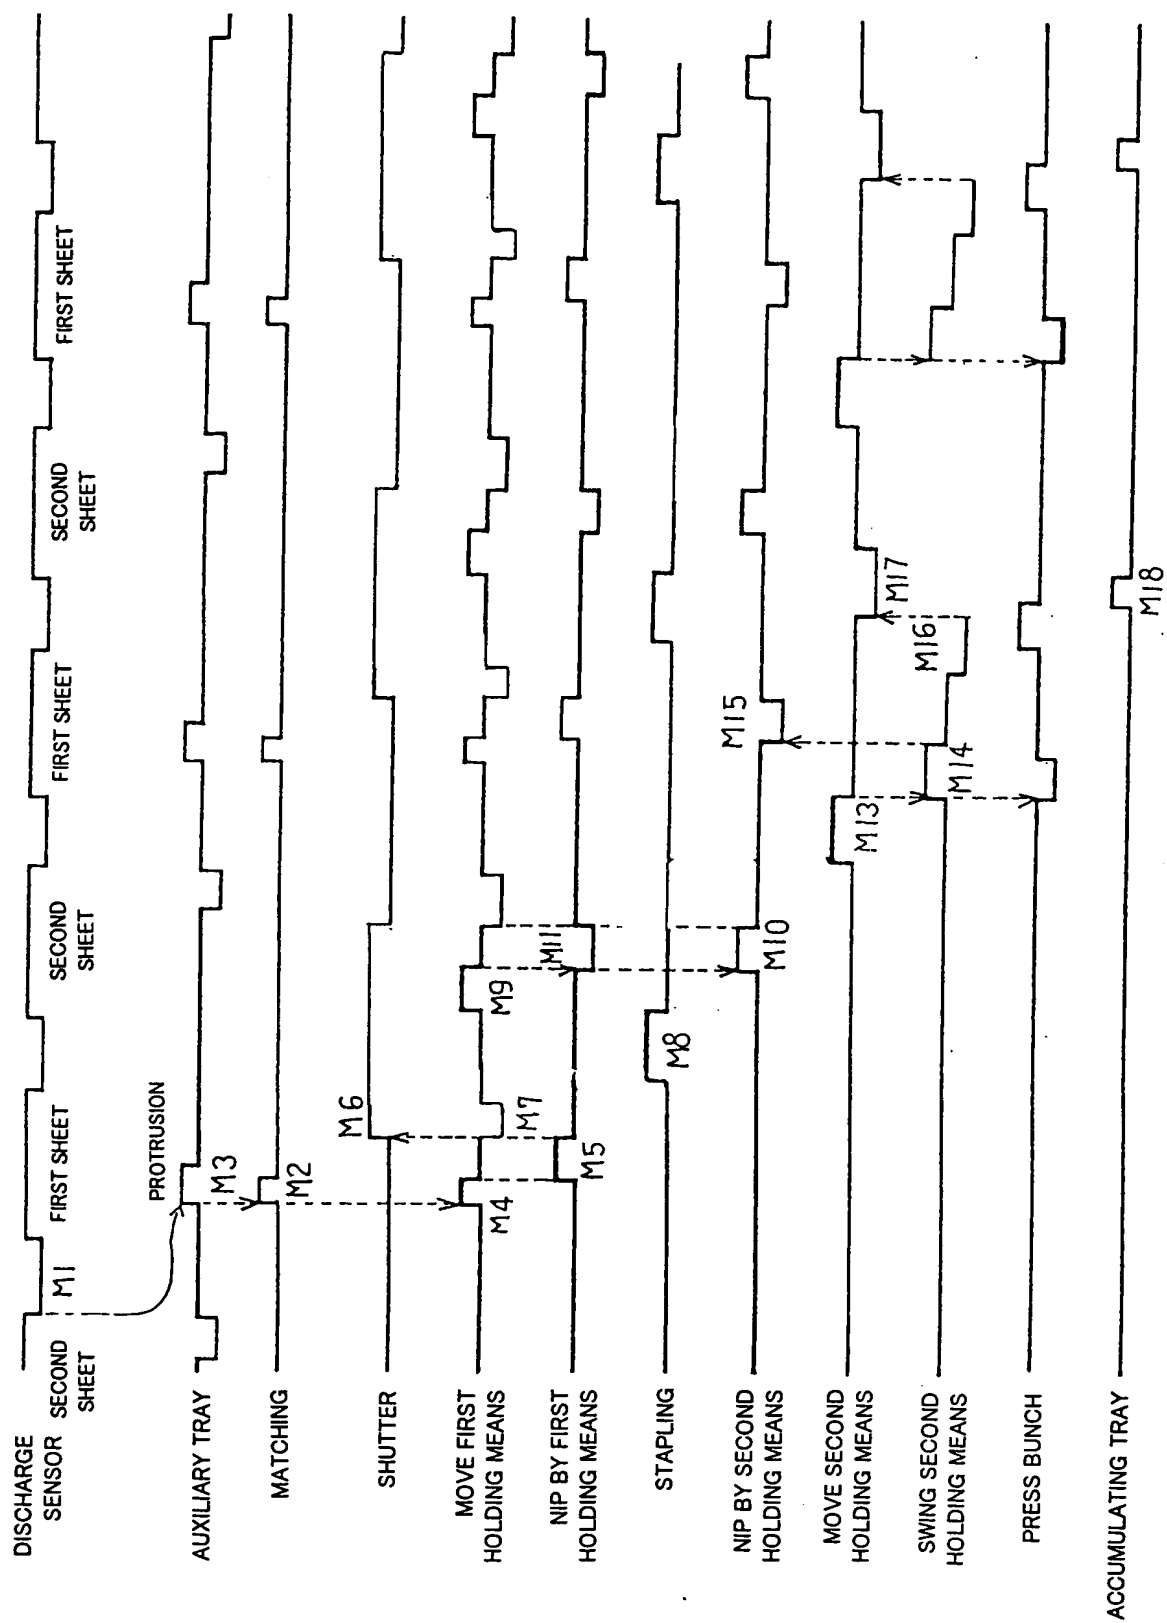 DISCHARGE
SENSOR
SECOND
SHEET
M1
FIRST SHEET
SECOND
SHEET
FIRST SHEET
SECOND
SHEET
FIRST SHEET
AUXILIARY TRAY
PROTRUSION
M3
MATCHING
M2
SHUTTER
M6
MOVE FIRST
HOLDING MEANS
M4
M7
M9
NIP BY FIRST
HOLDING MEANS
M5
M11
STAPLING
M8
NIP BY SECOND
HOLDING MEANS
M10
M15
MOVE SECOND
HOLDING MEANS
M13
M17
SWING SECOND
HOLDING MEANS
M14
M16
PRESS BUNCH
ACCUMULATING TRAY
M18